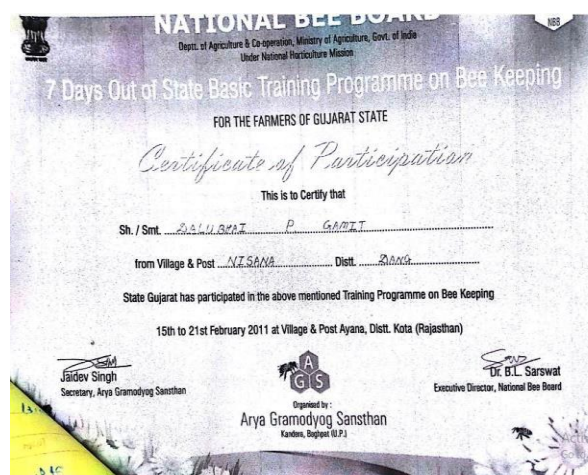 NATIONAL BEE BOARD
NBB
Deptt. of Agriculture & Co-operation, Ministry of Agriculture, Govt. of India
Under National Horticulture Mission
7 Days Out of State Basic Training Programme on Bee Keeping
FOR THE FARMERS OF GUJARAT STATE
Certificate of Participation
This is to Certify that
Sh. / Smt. DALUBHAI P. GAMIT
from Village & Post NISANA Distt. DANG
State Gujarat has participated in the above mentioned Training Programme on Bee Keeping
15th to 21st February 2011 at Village & Post Ayana, Distt. Kota (Rajasthan)
Jaidev Singh
Secretary, Arya Gramodyog Sansthan
AGS
Organised by :
Arya Gramodyog Sansthan
Kandera, Baghpat (U.P.)
Dr. B.L. Sarswat
Executive Director, National Bee Board